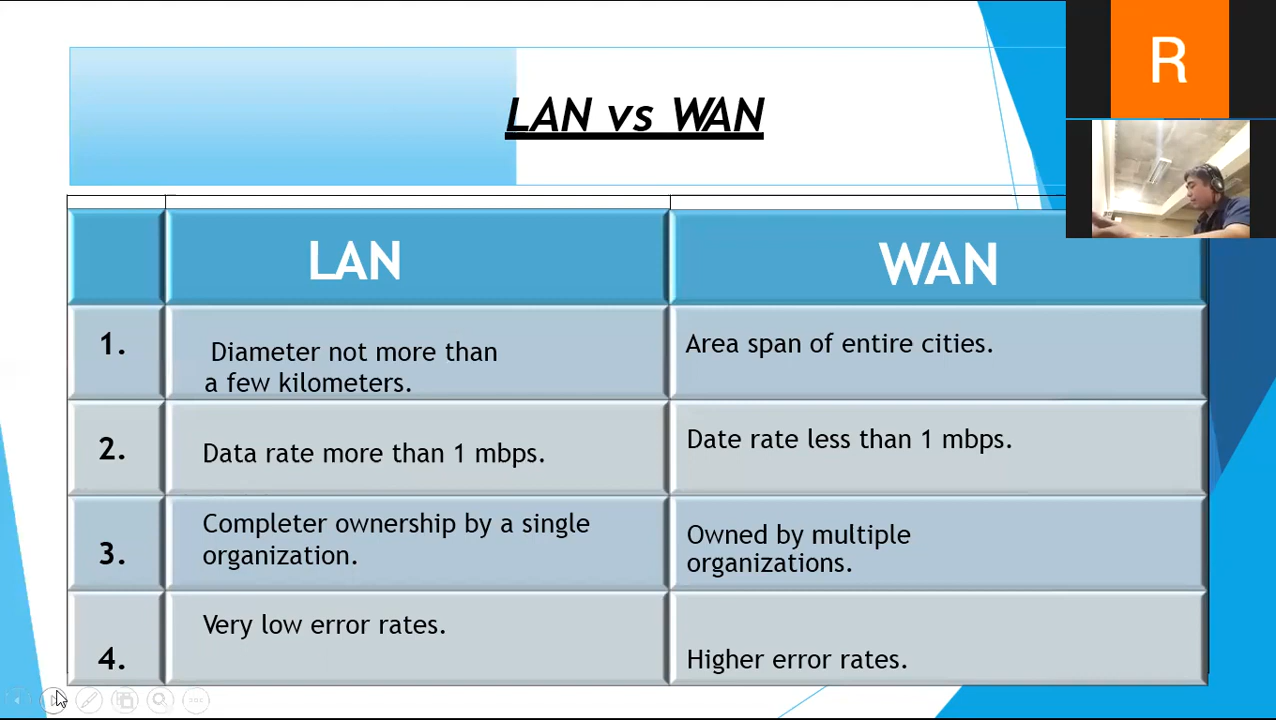 R
LAN vs WAN
LAN
WAN
1.
Diameter not more than
a few kilometers.
Area span of entire cities.
2.
Data rate more than 1 mbps.
Date rate less than 1 mbps.
3.
Completer ownership by a single
organization.
Owned by multiple
organizations.
4.
Very low error rates.
Higher error rates.